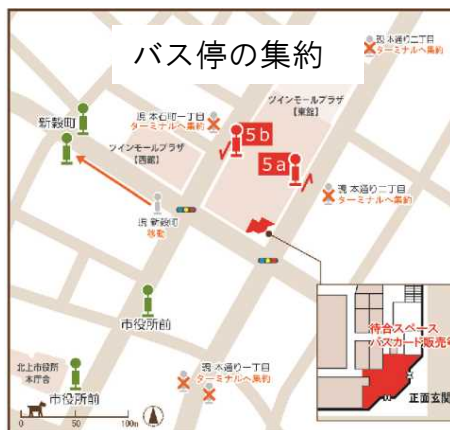 バス停の集約
現 本通り二丁目
ターミナルへ集約
ツインモールプラザ
【東館】
現 本石町一丁目
ターミナルへ集約
新穀町
ツインモールプラザ
【西館】
5b
5a
現 本通り二丁目
ターミナルへ集約
現 新穀町
移動
市役所前
待合スペース
バスカード販売
正面玄関
北上市役所
本庁舎
現 本通り一丁目
ターミナルへ集約
市役所前
0
50
100m